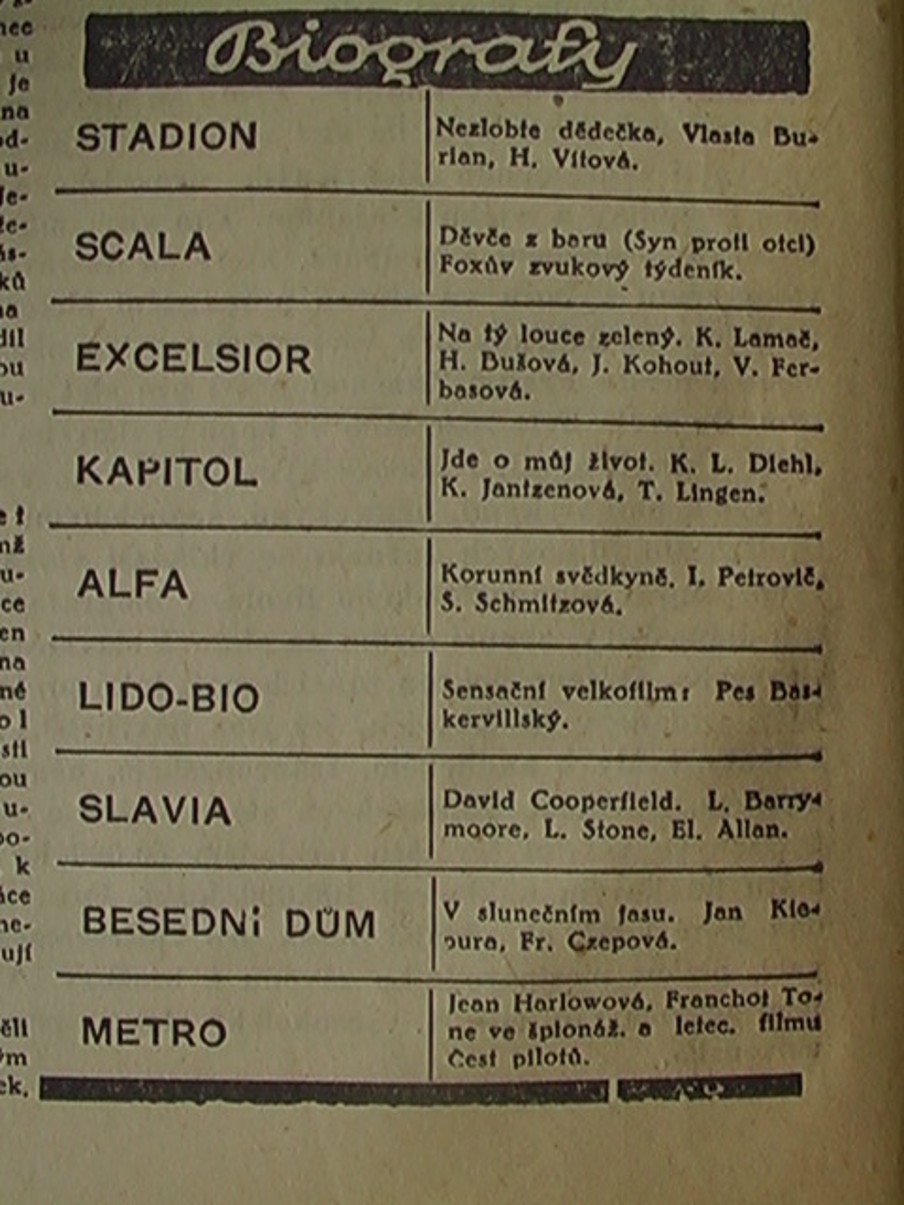 Biografy
STADION
Nezlobte dědečka, Vlasta Bu-
rian, H. Vítová.
SCALA
Děvče z baru (Syn proti otci)
Foxův zvukový týdeník.
EXCELSIOR
Na tý louce zelený. K. Lamač,
H. Bušová, J. Kohout, V. Fer-
basová.
KAPITOL
Jde o můj život. K. L. Diehl,
K. Jantzenová, T. Lingen.
ALFA
Korunní svědkyně. I. Petrovič,
S. Schmitzová.
LIDO-BIO
Sensační velkofilm: Pes Bas-
kervillský.
SLAVIA
David Cooperfield. L. Barry-
moore, L. Stone, El. Allan.
BESEDNí DŮM
V slunečním jasu. Jan Kie-
pura, Fr. Czepová.
METRO
Jean Harlowová, Franchot To-
ne ve špionáž. a letec. filmu
Čest pilotů.